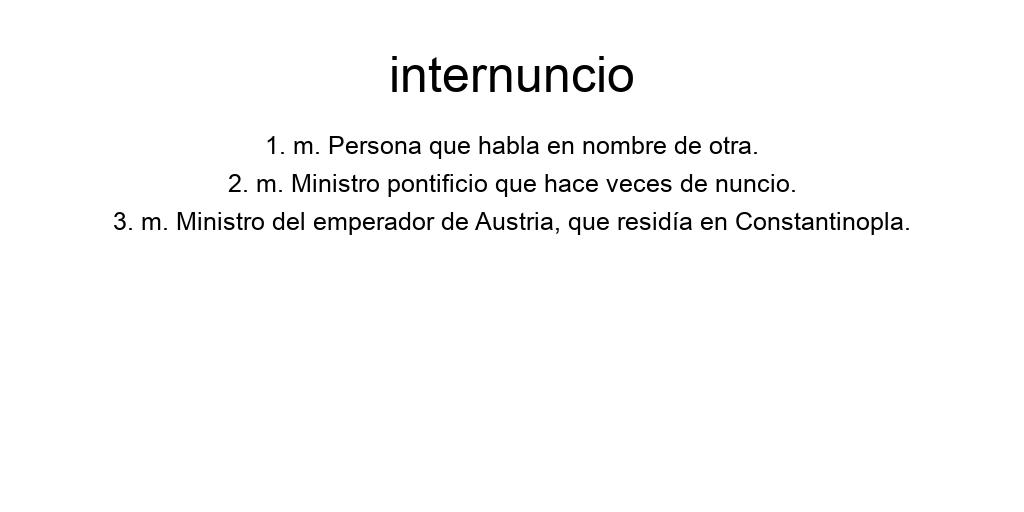 internuncio
1. m. Persona que habla en nombre de otra.
2. m. Ministro pontificio que hace veces de nuncio.
3. m. Ministro del emperador de Austria, que residía en Constantinopla.